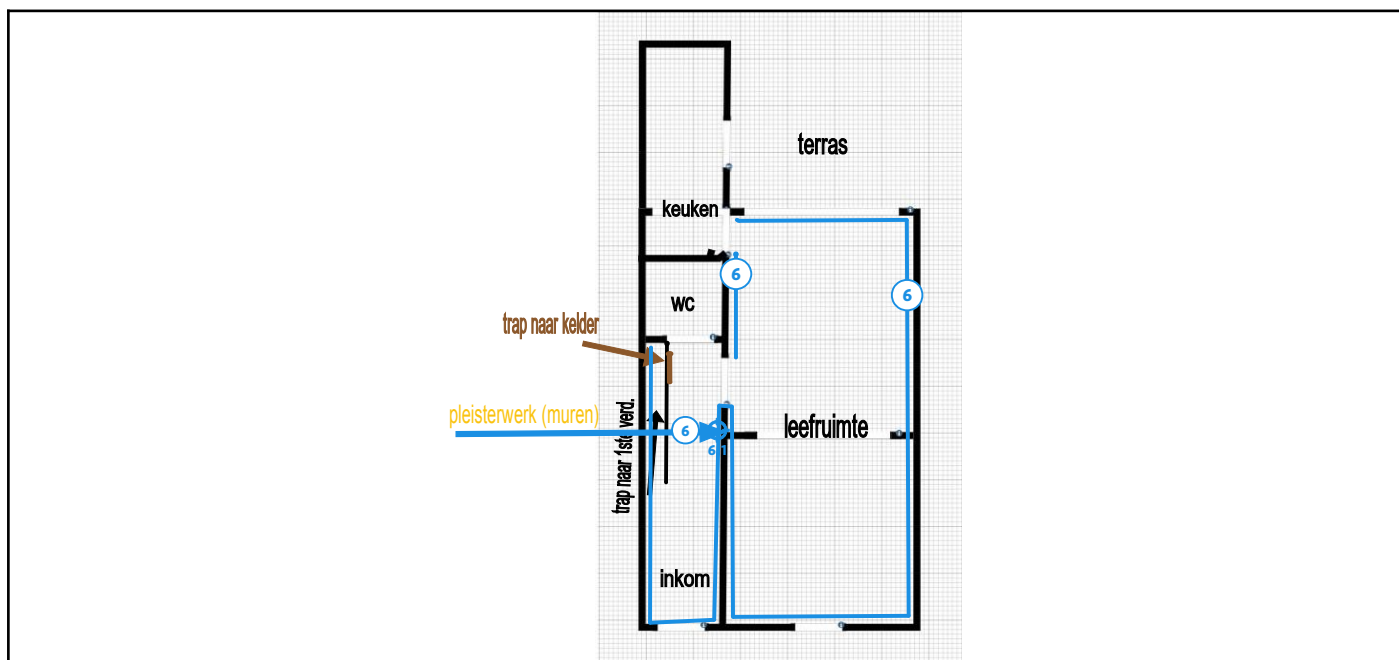 terras
keuken
6
wc
6
trap naar kelder
pleisterwerk (muren)
trap naar 1ste verd.
6
leefruimte
inkom